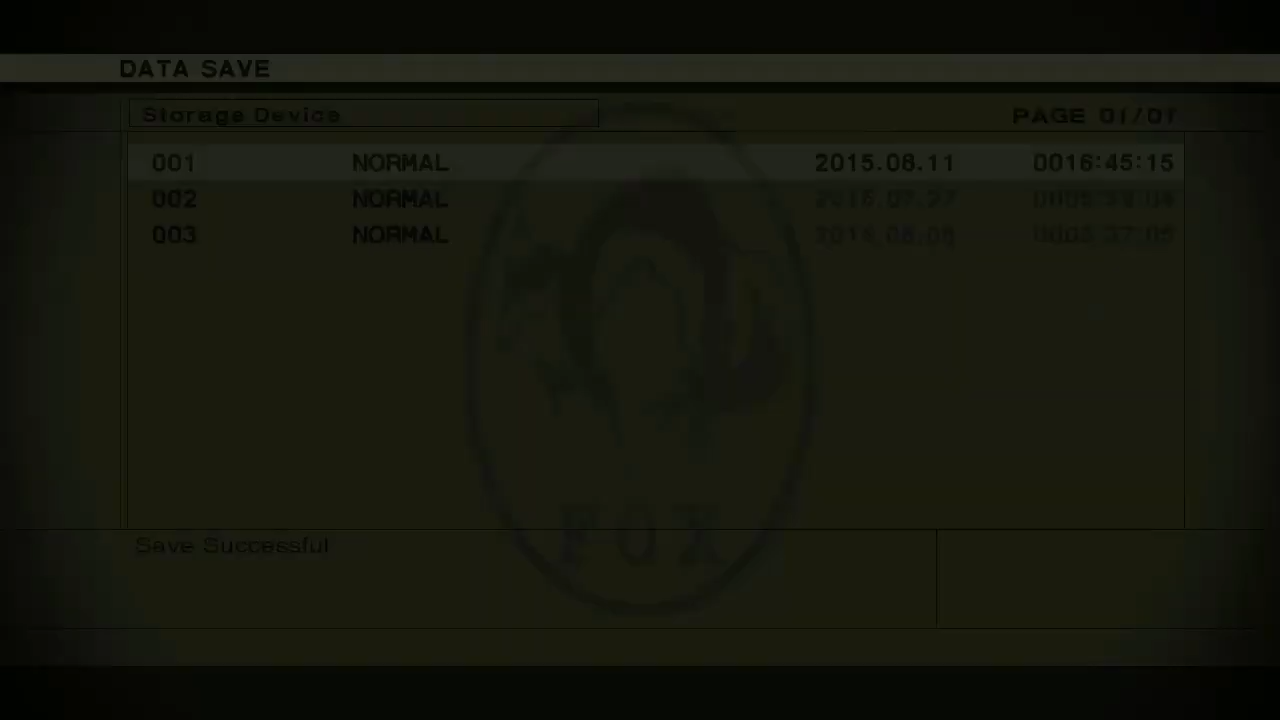 DATA SAVE
Storage Device PAGE 01/01
001 NORMAL 2015.08.11 0016:45:15
002 NORMAL
003 NORMAL
Save Successful
FOX